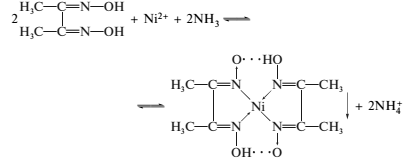 H₃C—C=N—OH
2 + Ni²⁺ + 2NH₃ ⇌
H₃C—C=N—OH
O···HO
H₃C—C=N N=C—CH₃
⇌ Ni ↓ + 2NH₄⁺
H₃C—C=N N=C—CH₃
OH···O